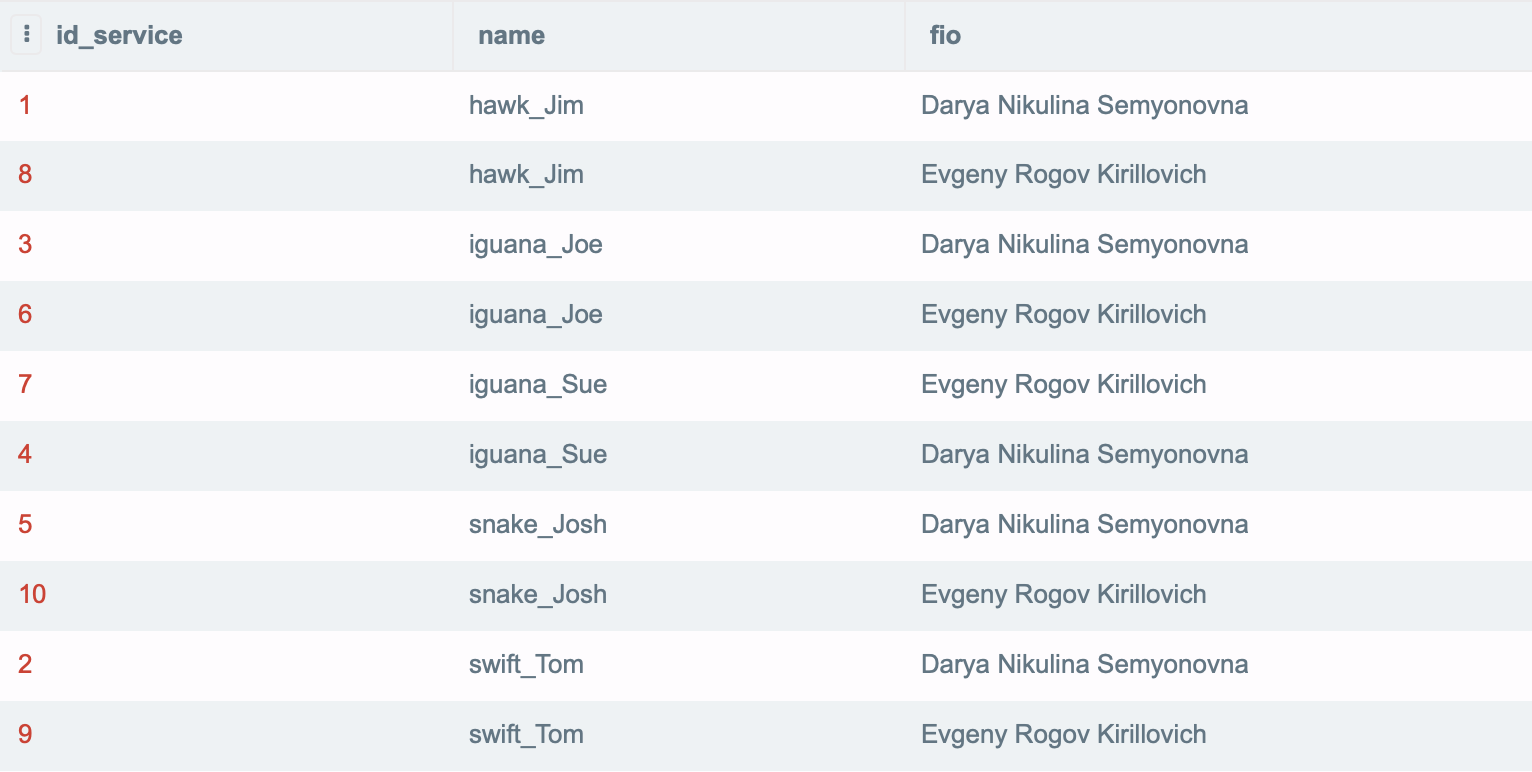 id_service name fio
1 hawk_Jim Darya Nikulina Semyonovna
8 hawk_Jim Evgeny Rogov Kirillovich
3 iguana_Joe Darya Nikulina Semyonovna
6 iguana_Joe Evgeny Rogov Kirillovich
7 iguana_Sue Evgeny Rogov Kirillovich
4 iguana_Sue Darya Nikulina Semyonovna
5 snake_Josh Darya Nikulina Semyonovna
10 snake_Josh Evgeny Rogov Kirillovich
2 swift_Tom Darya Nikulina Semyonovna
9 swift_Tom Evgeny Rogov Kirillovich